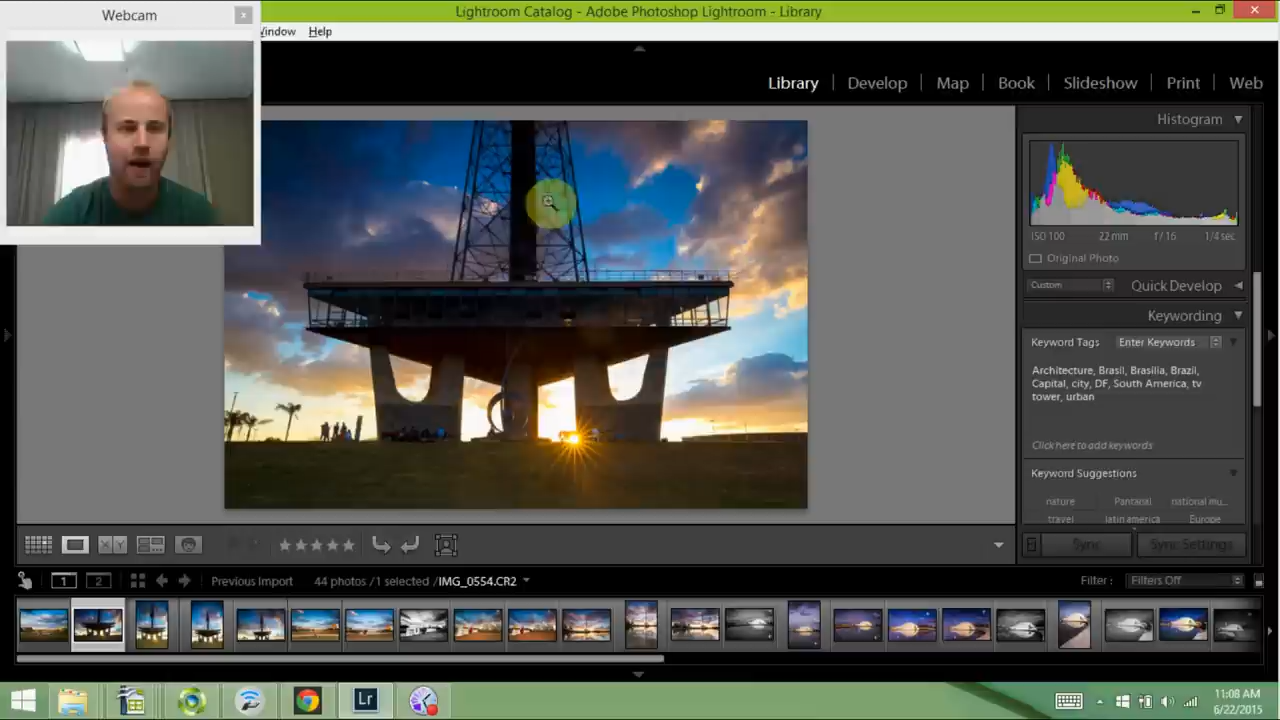 Webcam
x
Lightroom Catalog - Adobe Photoshop Lightroom - Library
Window
Help
Library
Develop
Map
Book
Slideshow
Print
Web
Histogram
ISO 100
22 mm
f / 16
1/4 sec
Original Photo
Custom
Quick Develop
Keywording
Keyword Tags
Enter Keywords
Architecture, Brasil, Brasilia, Brazil,
Capital, city, DF, South America, tv
tower, urban
Click here to add keywords
Keyword Suggestions
nature
Pantanal
national mu...
travel
latin america
Europe
Sync
Sync Settings
X Y
1
2
Previous Import
44 photos / 1 selected / IMG_0554.CR2
Filter :
Filters Off
Lr
11:08 AM
6/22/2015